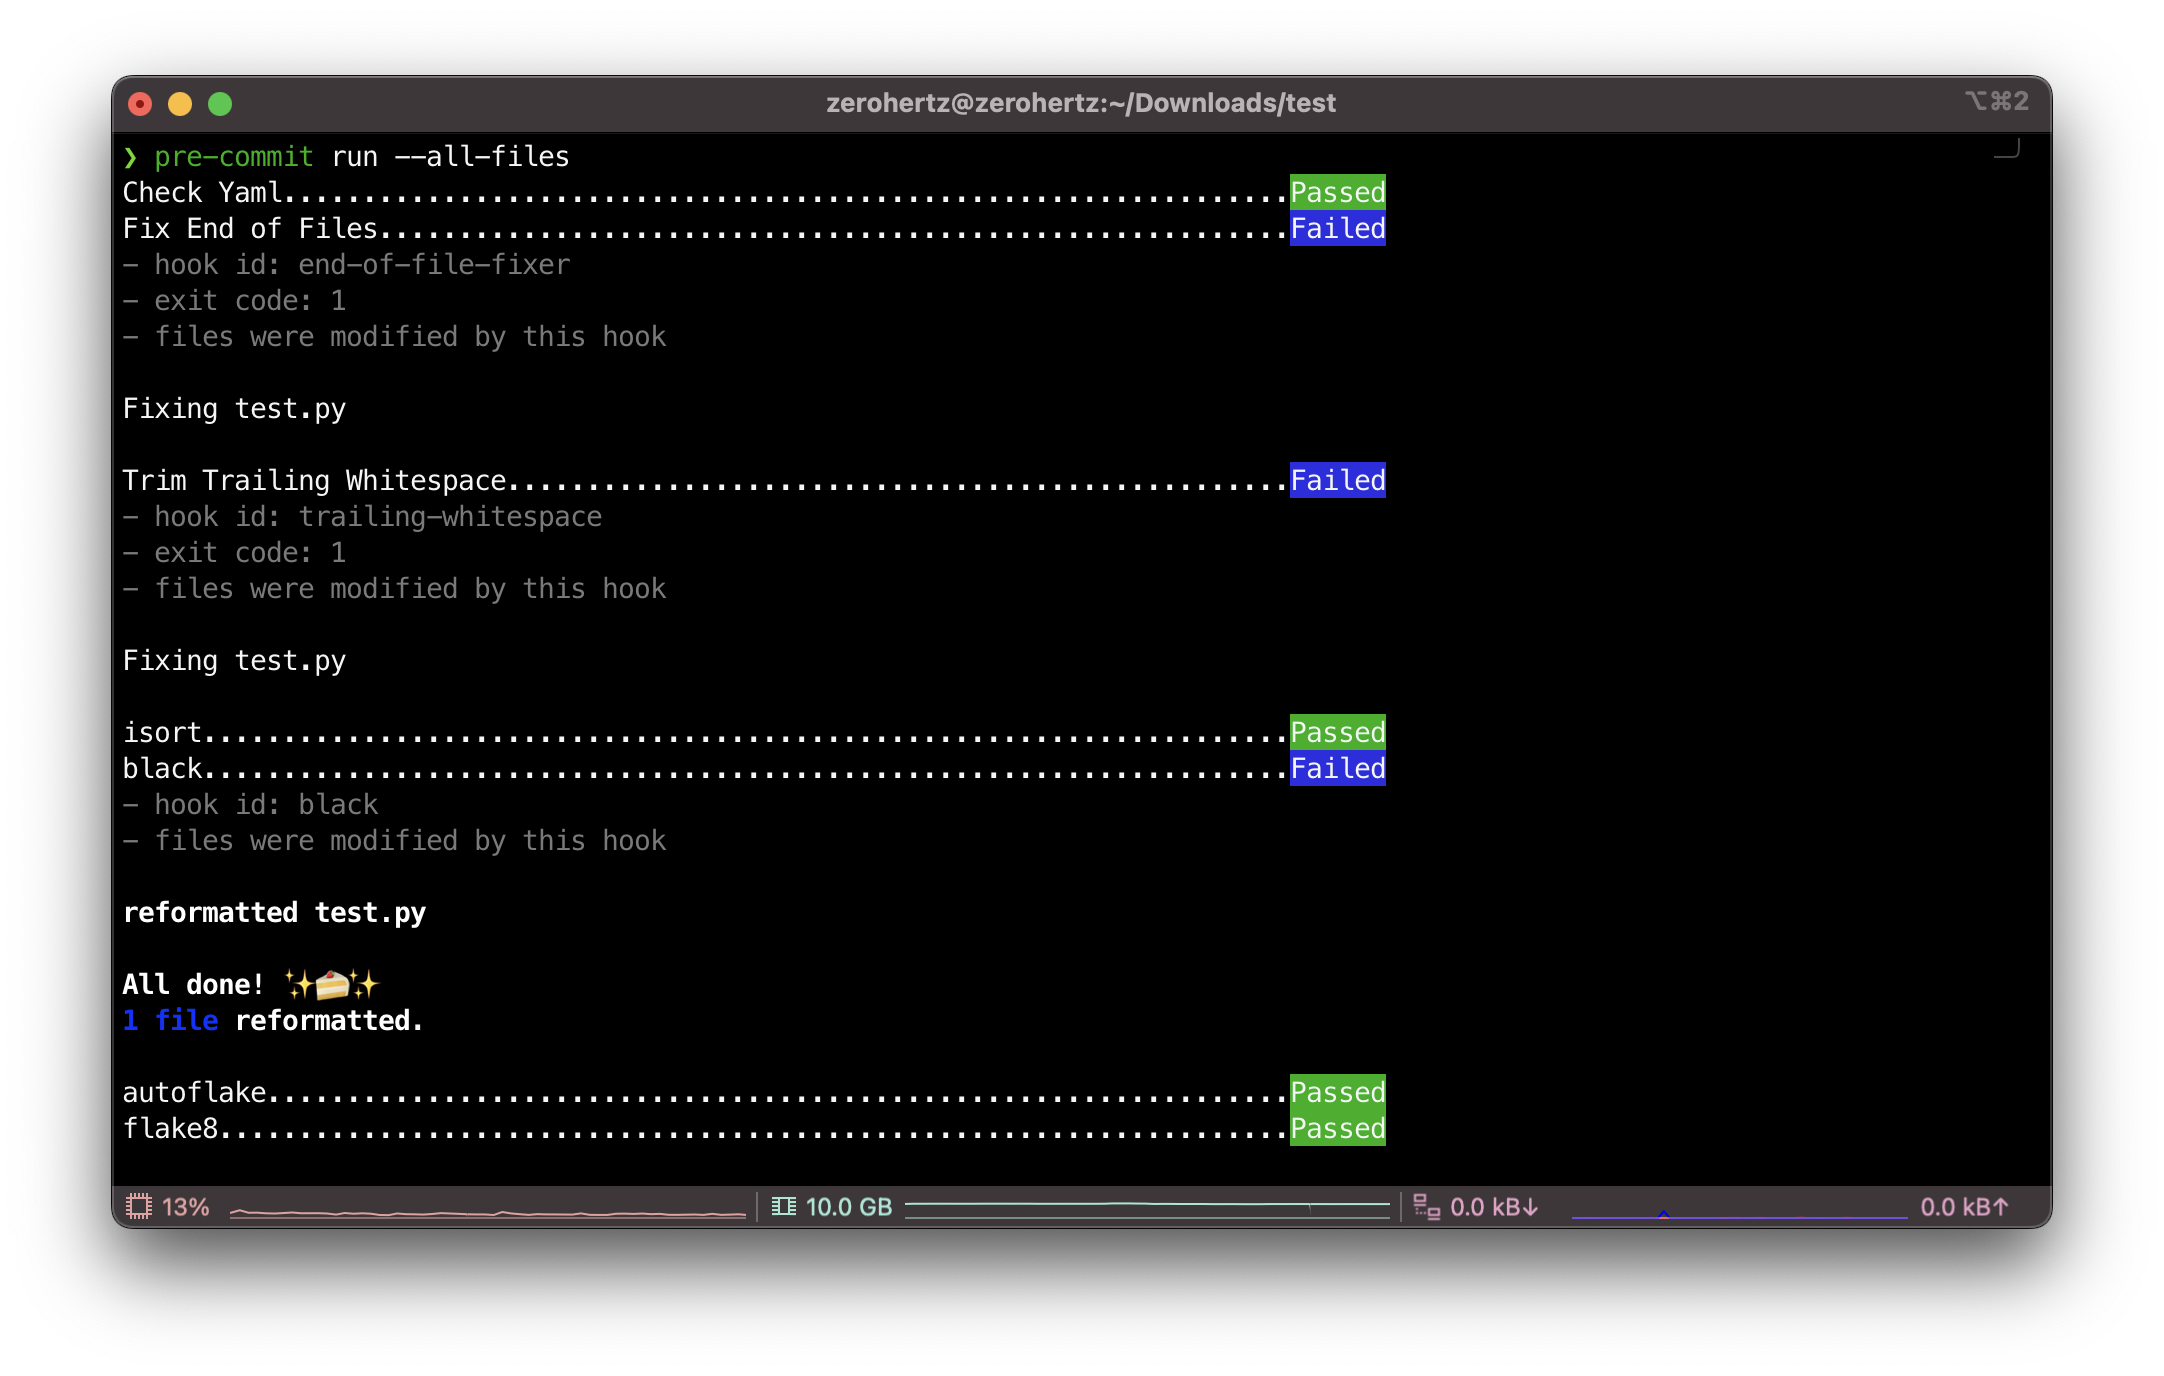 zerohertz@zerohertz:~/Downloads/test
⌥⌘2
❯ pre-commit run --all-files
Check Yaml...............................................................Passed
Fix End of Files.........................................................Failed
- hook id: end-of-file-fixer
- exit code: 1
- files were modified by this hook
Fixing test.py
Trim Trailing Whitespace.................................................Failed
- hook id: trailing-whitespace
- exit code: 1
- files were modified by this hook
Fixing test.py
isort....................................................................Passed
black....................................................................Failed
- hook id: black
- files were modified by this hook
reformatted test.py
All done! ✨🍰✨
1 file reformatted.
autoflake................................................................Passed
flake8...................................................................Passed
13% 10.0 GB 0.0 kB↓ 0.0 kB↑